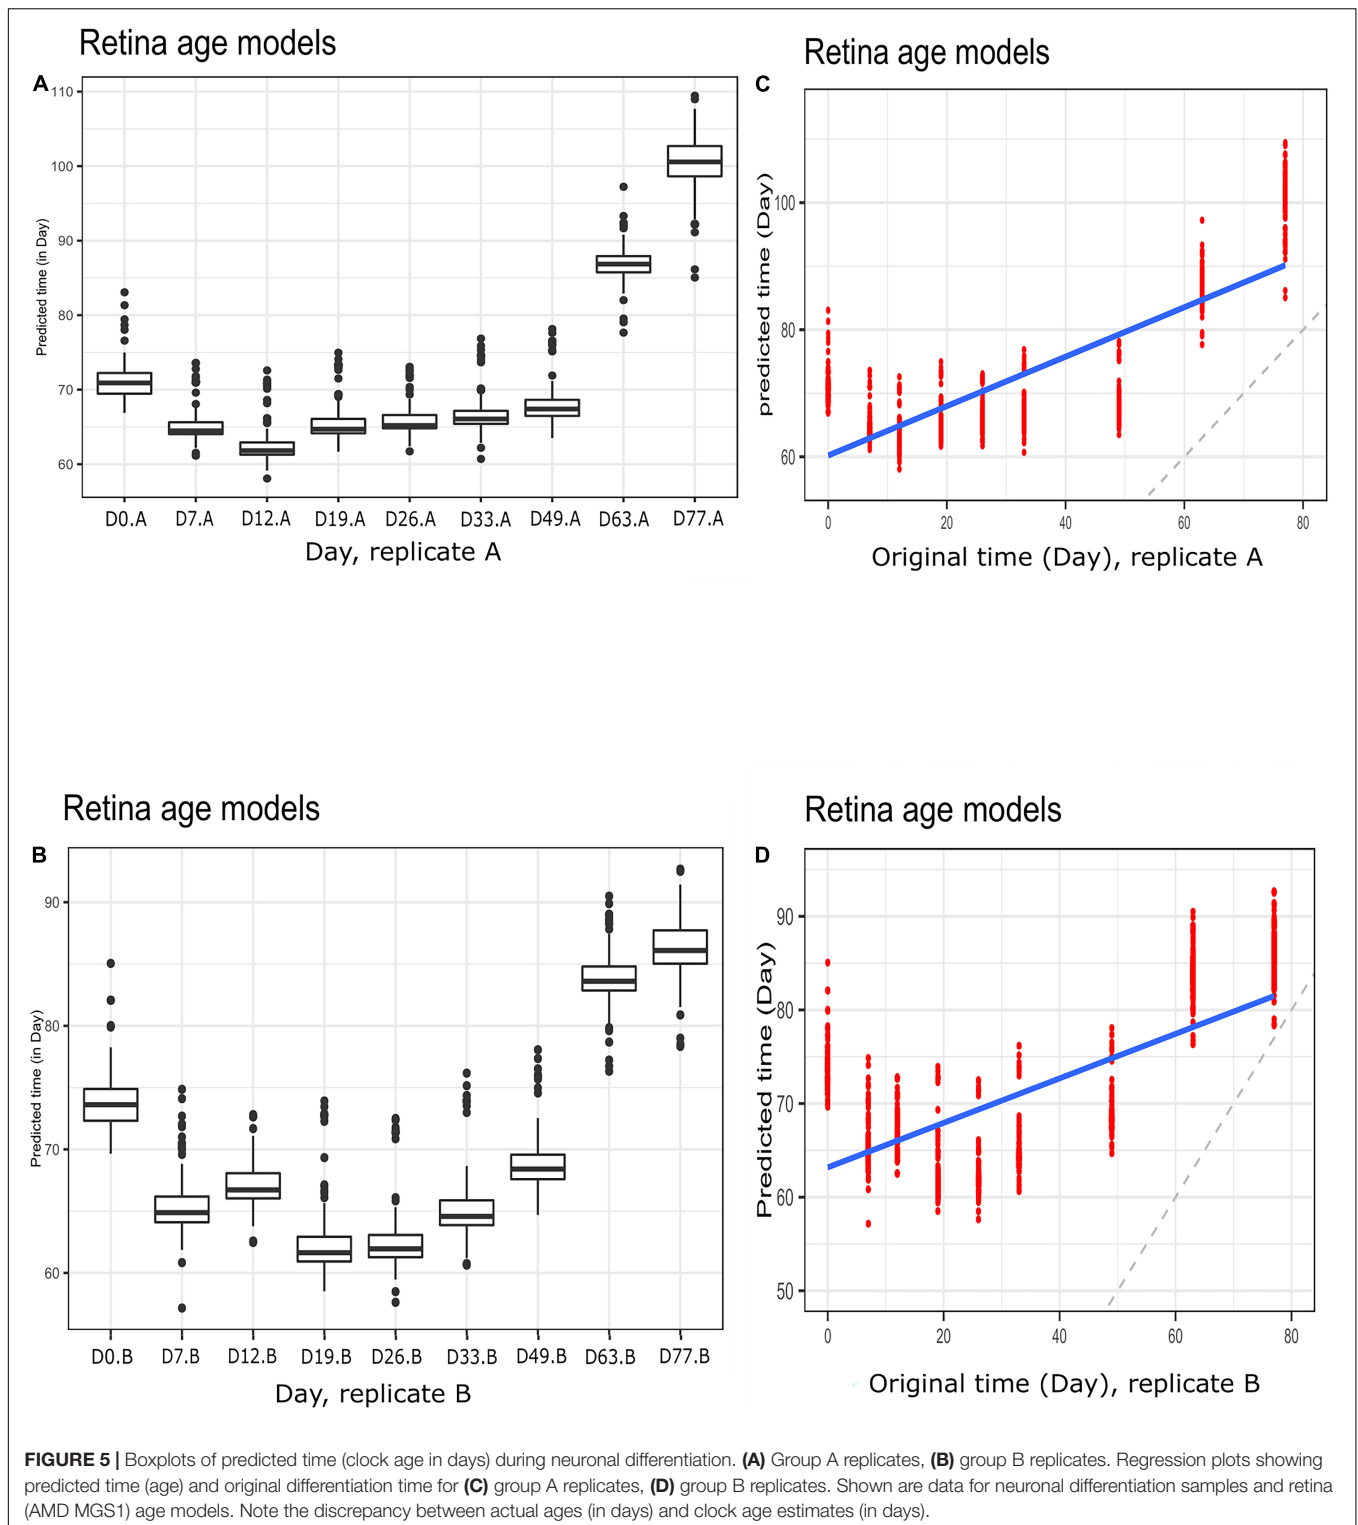 Retina age models
A
110
100
90
80
70
60
Predicted time (in Day)
D0.A D7.A D12.A D19.A D26.A D33.A D49.A D63.A D77.A
Day, replicate A
Retina age models
C
100
80
60
predicted time (Day)
0 20 40 60 80
Original time (Day), replicate A
Retina age models
B
90
80
70
60
Predicted time (in Day)
D0.B D7.B D12.B D19.B D26.B D33.B D49.B D63.B D77.B
Day, replicate B
Retina age models
D
90
80
70
60
50
Predicted time (Day)
0 20 40 60 80
Original time (Day), replicate B
FIGURE 5 | Boxplots of predicted time (clock age in days) during neuronal differentiation. (A) Group A replicates, (B) group B replicates. Regression plots showing
predicted time (age) and original differentiation time for (C) group A replicates, (D) group B replicates. Shown are data for neuronal differentiation samples and retina
(AMD MGS1) age models. Note the discrepancy between actual ages (in days) and clock age estimates (in days).